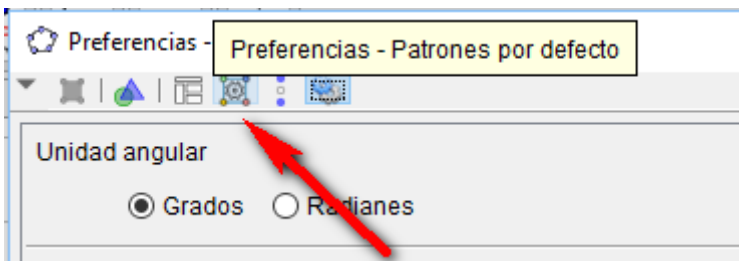 Preferencias -
Preferencias - Patrones por defecto
Unidad angular
Grados
Radianes